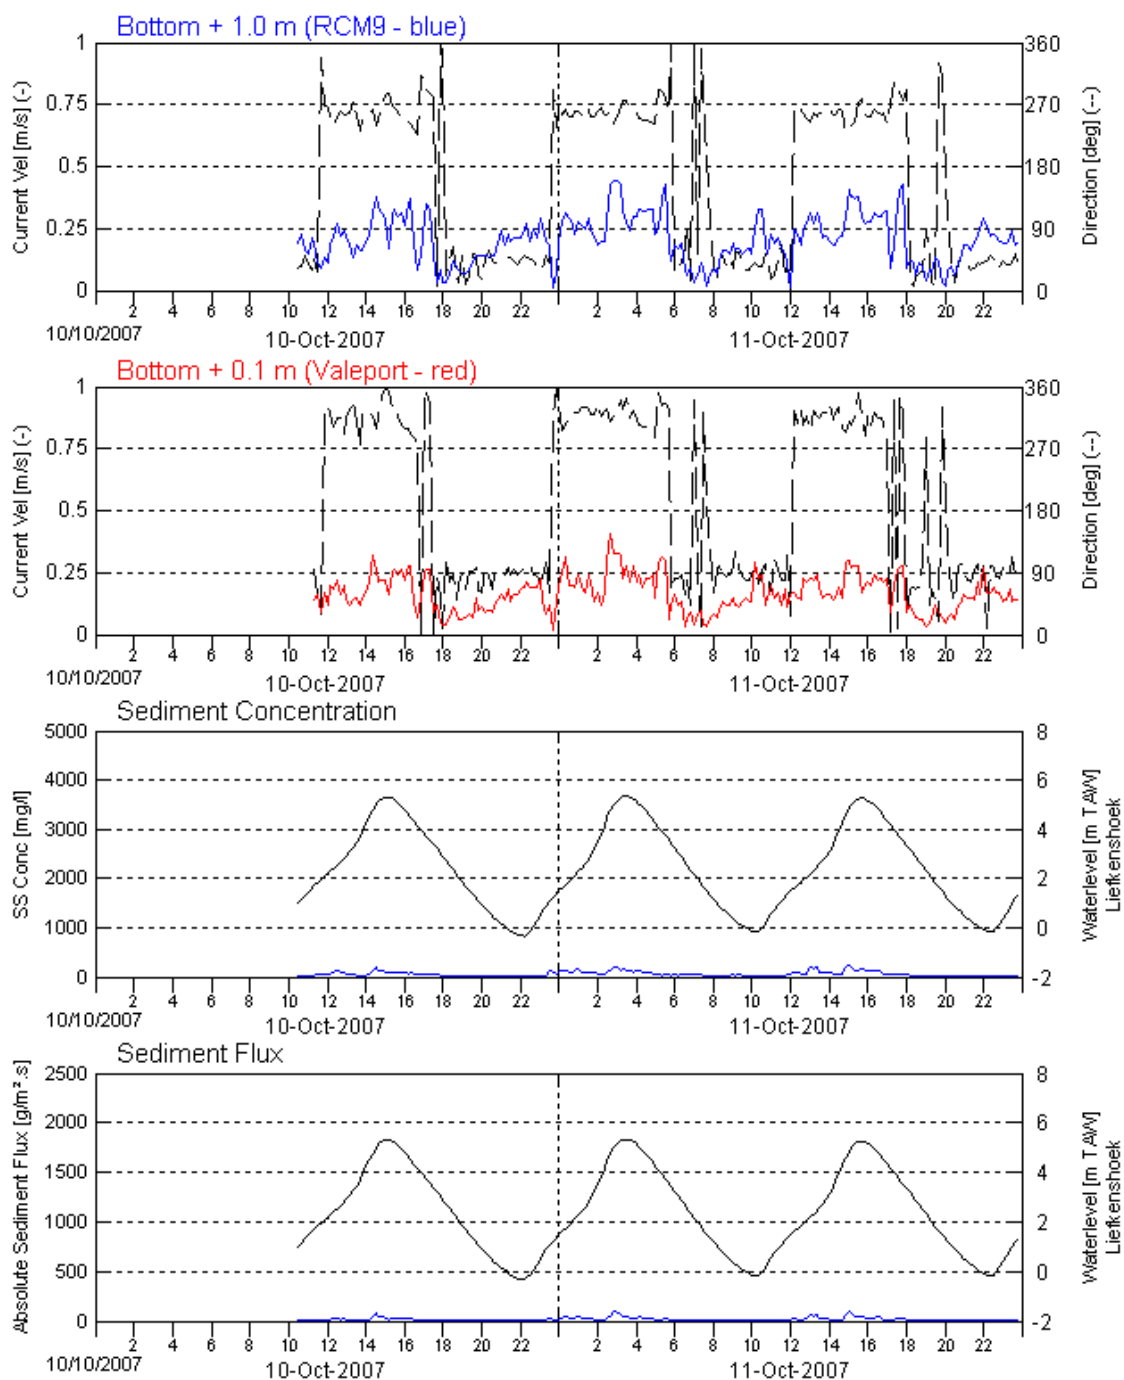 Bottom + 1.0 m (RCM9 - blue)
Current Vel [m/s] (-)
1
0.75
0.5
0.25
0
360
270
180
90
0
Direction [deg] (--)
2 4 6 8 10 12 14 16 18 20 22 2 4 6 8 10 12 14 16 18 20 22
10/10/2007
10-Oct-2007 11-Oct-2007
Bottom + 0.1 m (Valeport - red)
Current Vel [m/s] (-)
1
0.75
0.5
0.25
0
360
270
180
90
0
Direction [deg] (--)
2 4 6 8 10 12 14 16 18 20 22 2 4 6 8 10 12 14 16 18 20 22
10/10/2007
10-Oct-2007 11-Oct-2007
Sediment Concentration
SS Conc [mg/l]
5000
4000
3000
2000
1000
0
8
6
4
2
0
-2
Waterlevel [m TAW]
Liefkenshoek
2 4 6 8 10 12 14 16 18 20 22 2 4 6 8 10 12 14 16 18 20 22
10/10/2007
10-Oct-2007 11-Oct-2007
Sediment Flux
Absolute Sediment Flux [g/m².s]
2500
2000
1500
1000
500
0
8
6
4
2
0
-2
Waterlevel [m TAW]
Liefkenshoek
2 4 6 8 10 12 14 16 18 20 22 2 4 6 8 10 12 14 16 18 20 22
10/10/2007
10-Oct-2007 11-Oct-2007